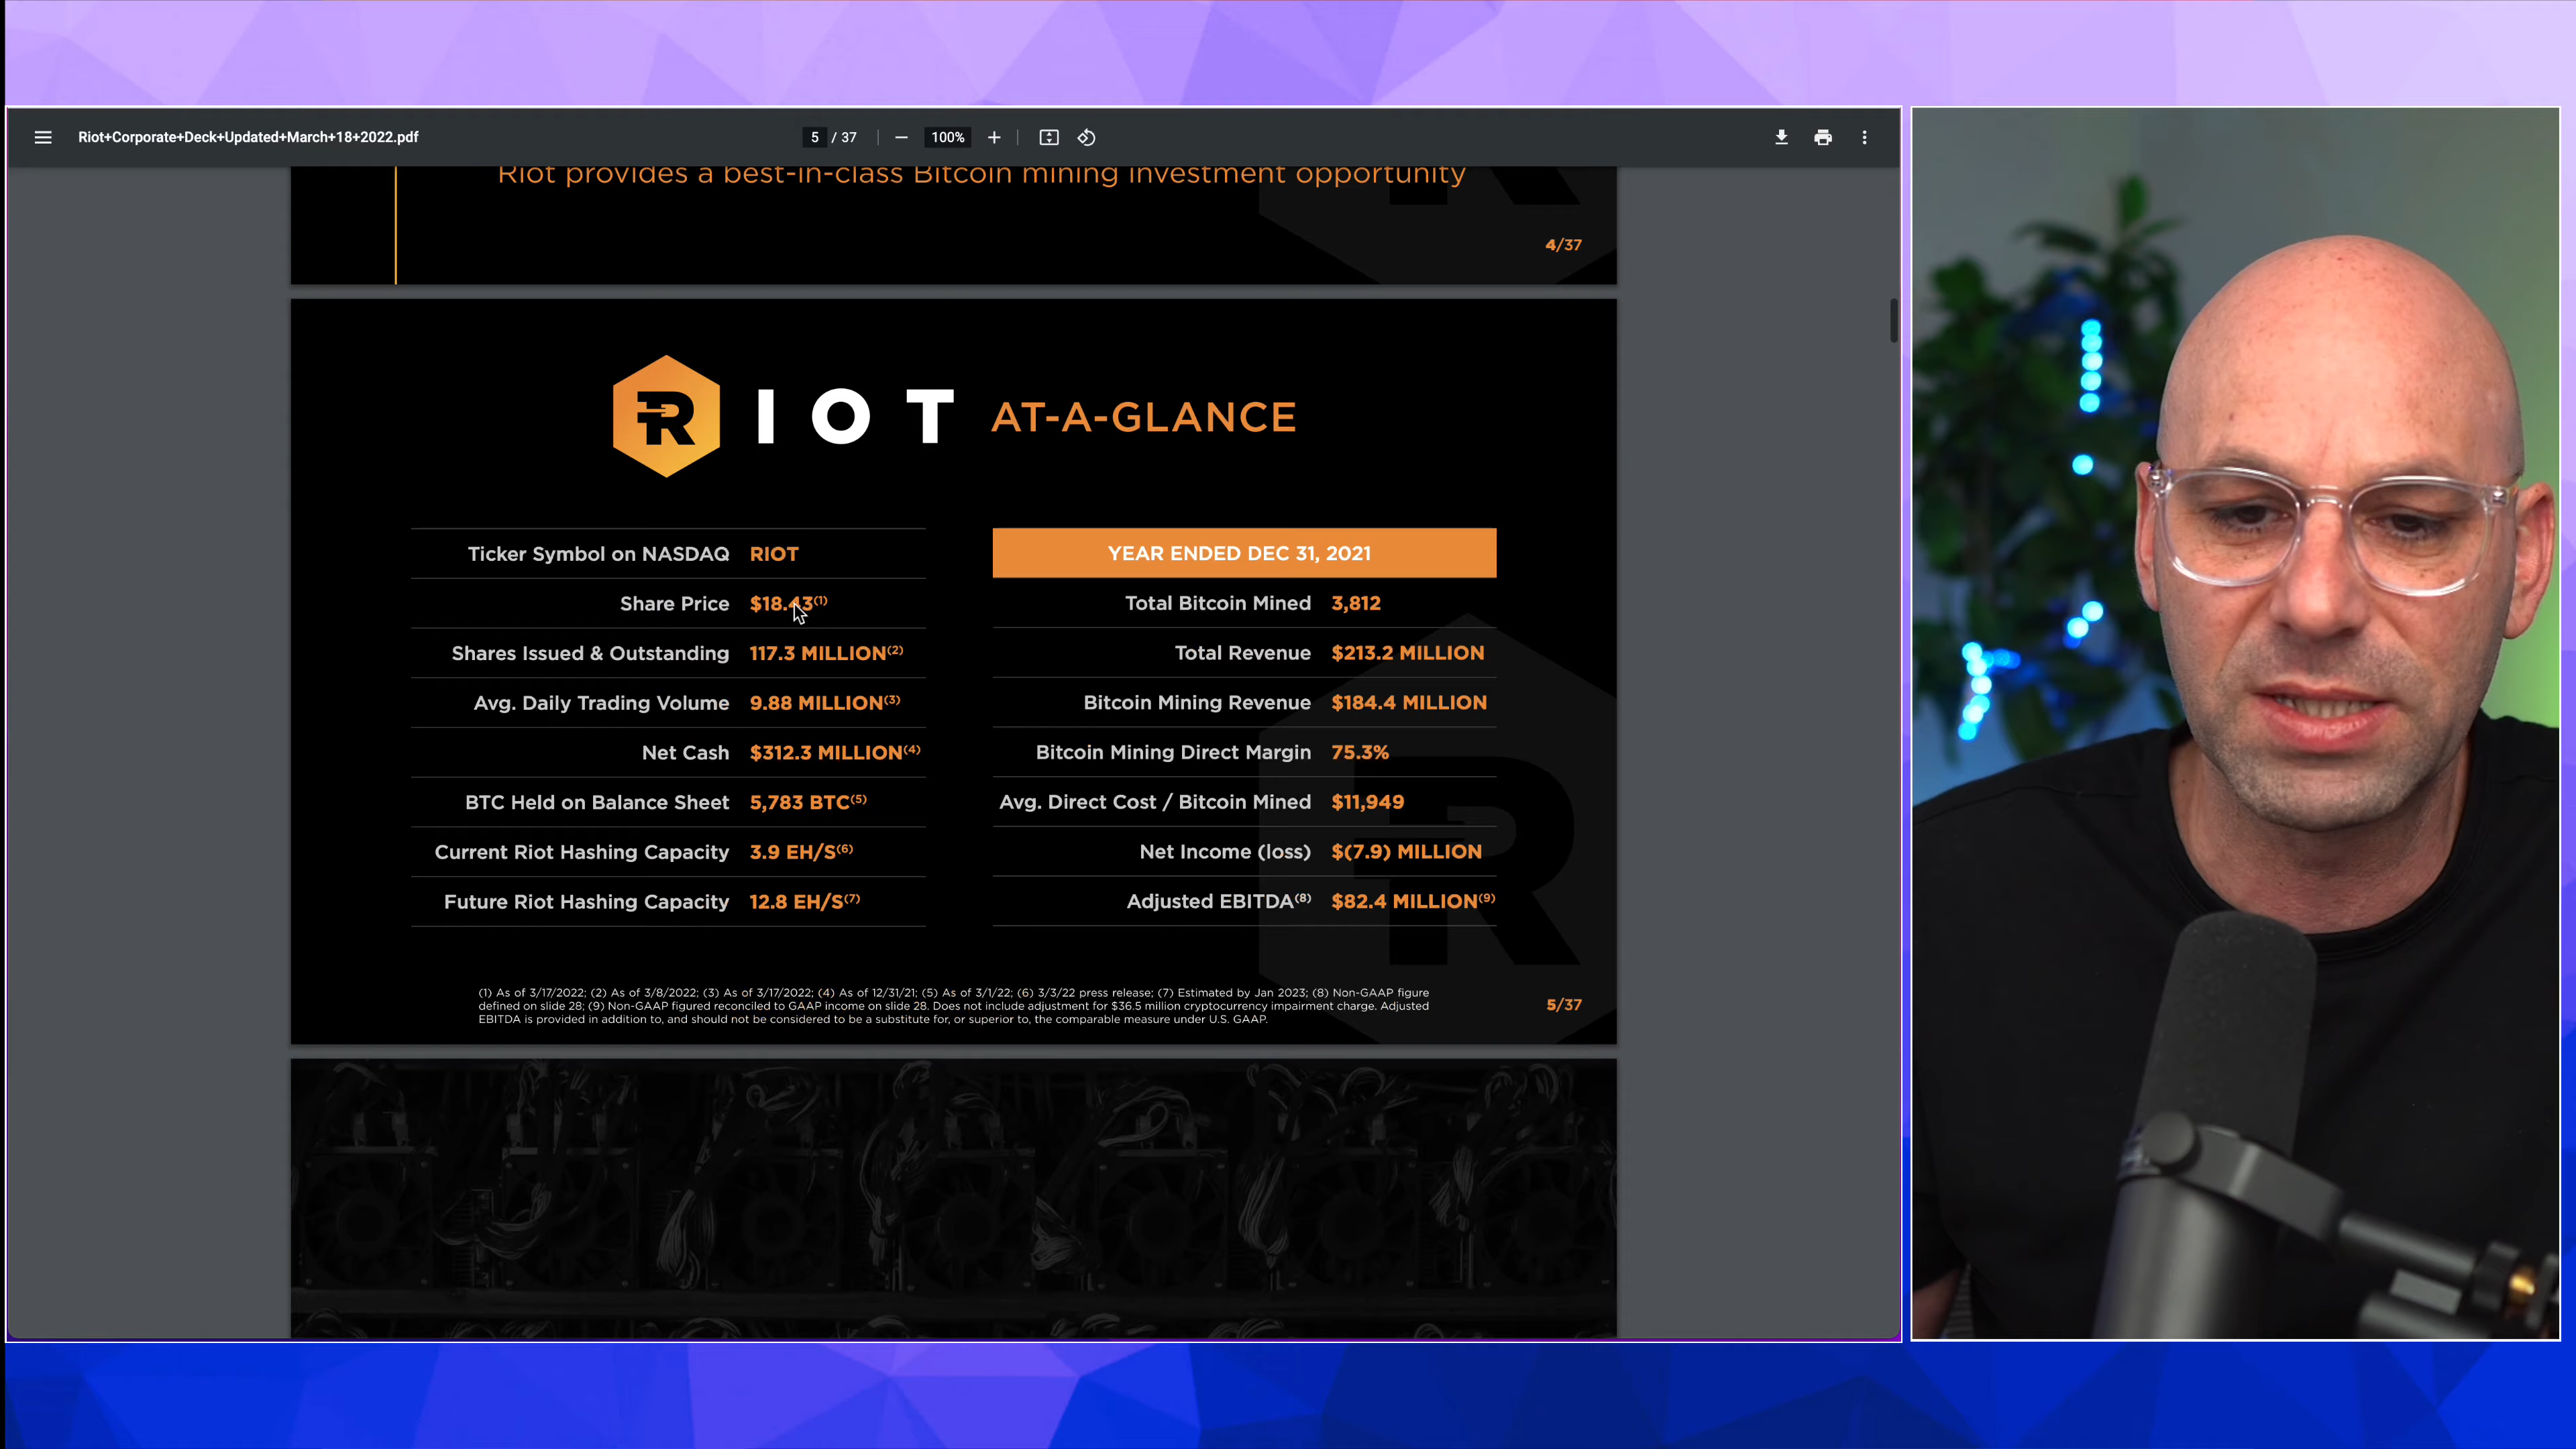 Riot+Corporate+Deck+Updated+March+18+2022.pdf
5 / 37
100%
Riot provides a best-in-class Bitcoin mining investment opportunity
4/37
R I O T AT-A-GLANCE
Ticker Symbol on NASDAQ RIOT
Share Price $18.43(1)
Shares Issued & Outstanding 117.3 MILLION(2)
Avg. Daily Trading Volume 9.88 MILLION(3)
Net Cash $312.3 MILLION(4)
BTC Held on Balance Sheet 5,783 BTC(5)
Current Riot Hashing Capacity 3.9 EH/S(6)
Future Riot Hashing Capacity 12.8 EH/S(7)
YEAR ENDED DEC 31, 2021
Total Bitcoin Mined 3,812
Total Revenue $213.2 MILLION
Bitcoin Mining Revenue $184.4 MILLION
Bitcoin Mining Direct Margin 75.3%
Avg. Direct Cost / Bitcoin Mined $11,949
Net Income (loss) $(7.9) MILLION
Adjusted EBITDA(8) $82.4 MILLION(9)
(1) As of 3/17/2022; (2) As of 3/8/2022; (3) As of 3/17/2022; (4) As of 12/31/21; (5) As of 3/1/22; (6) 3/3/22 press release; (7) Estimated by Jan 2023; (8) Non-GAAP figure
defined on slide 28; (9) Non-GAAP figured reconciled to GAAP income on slide 28. Does not include adjustment for $36.5 million cryptocurrency impairment charge. Adjusted
EBITDA is provided in addition to, and should not be considered to be a substitute for, or superior to, the comparable measure under U.S. GAAP.
5/37